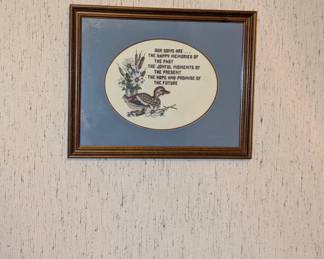 OUR SONS ARE ...
THE HAPPY MEMORIES OF
THE PAST
THE JOYFUL MOMENTS OF
THE PRESENT
THE HOPE AND PROMISE OF
THE FUTURE